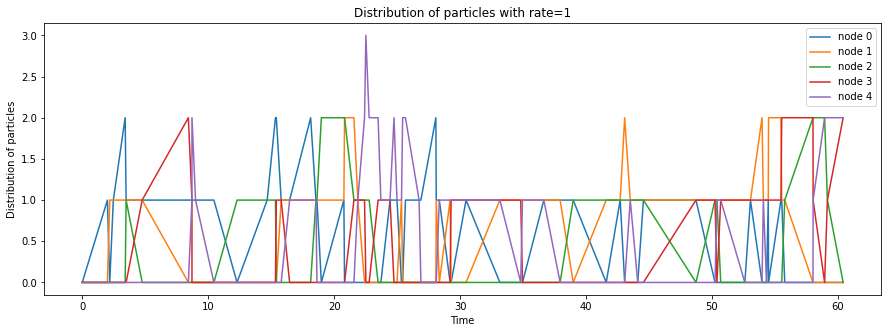 Distribution of particles with rate=1
Distribution of particles
3.0
2.5
2.0
1.5
1.0
0.5
0.0
0
10
20
30
40
50
60
Time
node 0
node 1
node 2
node 3
node 4